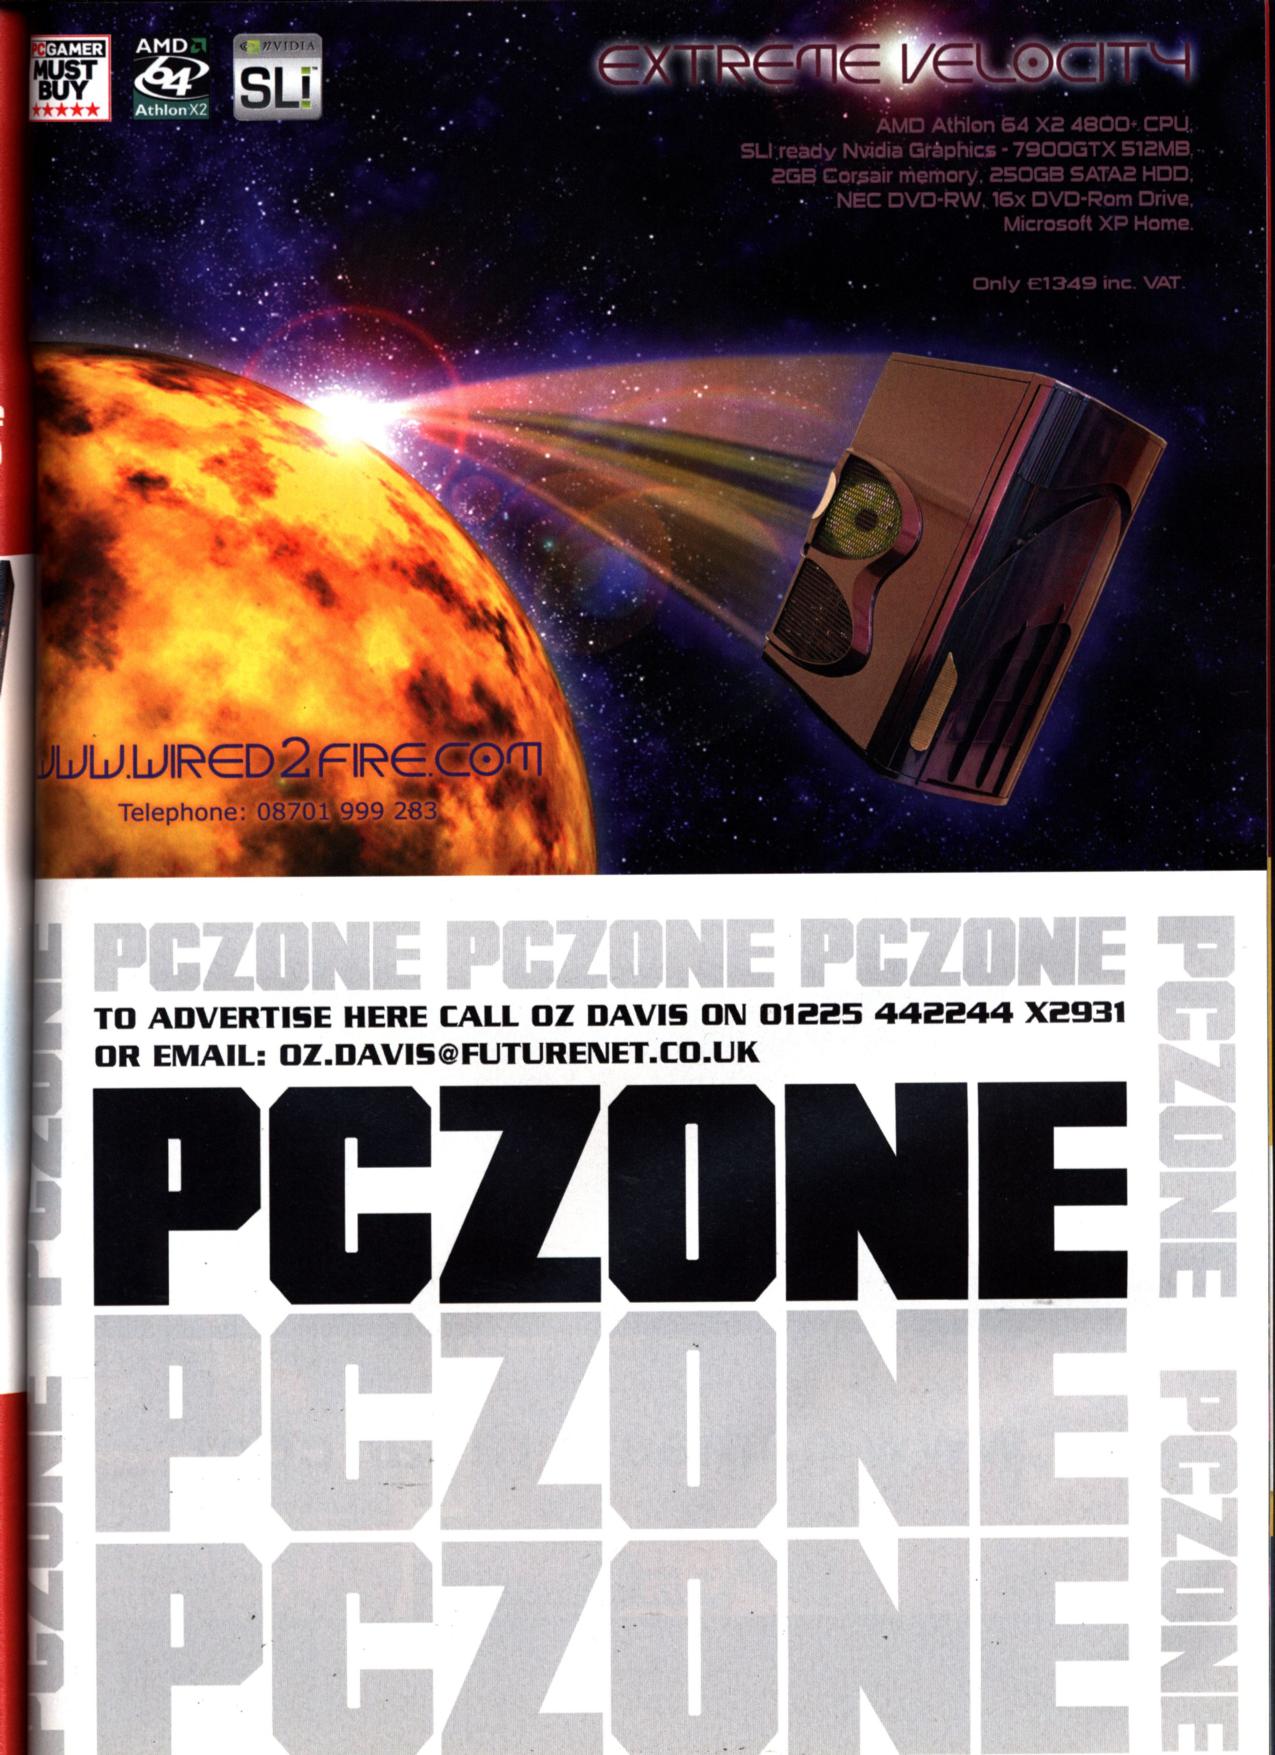 PCGAMER
MUST
BUY
AMD
64
Athlon X2
NVIDIA
SLI™
EXTREME VELOCITY
AMD Athlon 64 X2 4800+ CPU,
SLI ready Nvidia Graphics - 7900GTX 512MB,
2GB Corsair memory, 250GB SATA2 HDD,
NEC DVD-RW, 16x DVD-Rom Drive,
Microsoft XP Home.
Only £1349 inc. VAT.
WWW.WIRED2FIRE.COM
Telephone: 08701 999 283
PCZONE PCZONE PCZONE
TO ADVERTISE HERE CALL OZ DAVIS ON 01225 442244 X2931
OR EMAIL: OZ.DAVIS@FUTURENET.CO.UK
PCZONE
PCZONE
PCZONE
PCZONE
PCZONE
PCZONE
PCZONE